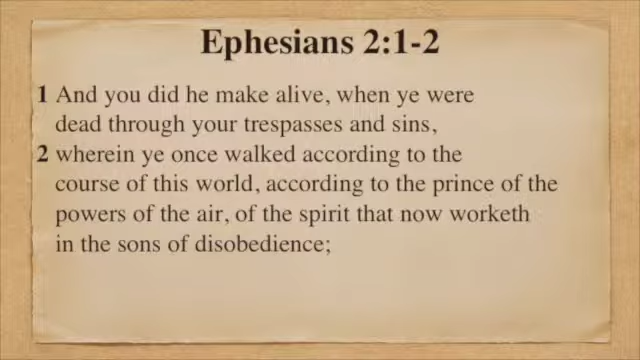 Ephesians 2:1-2
1 And you did he make alive, when ye were
dead through your trespasses and sins,
2 wherein ye once walked according to the
course of this world, according to the prince of the
powers of the air, of the spirit that now worketh
in the sons of disobedience;